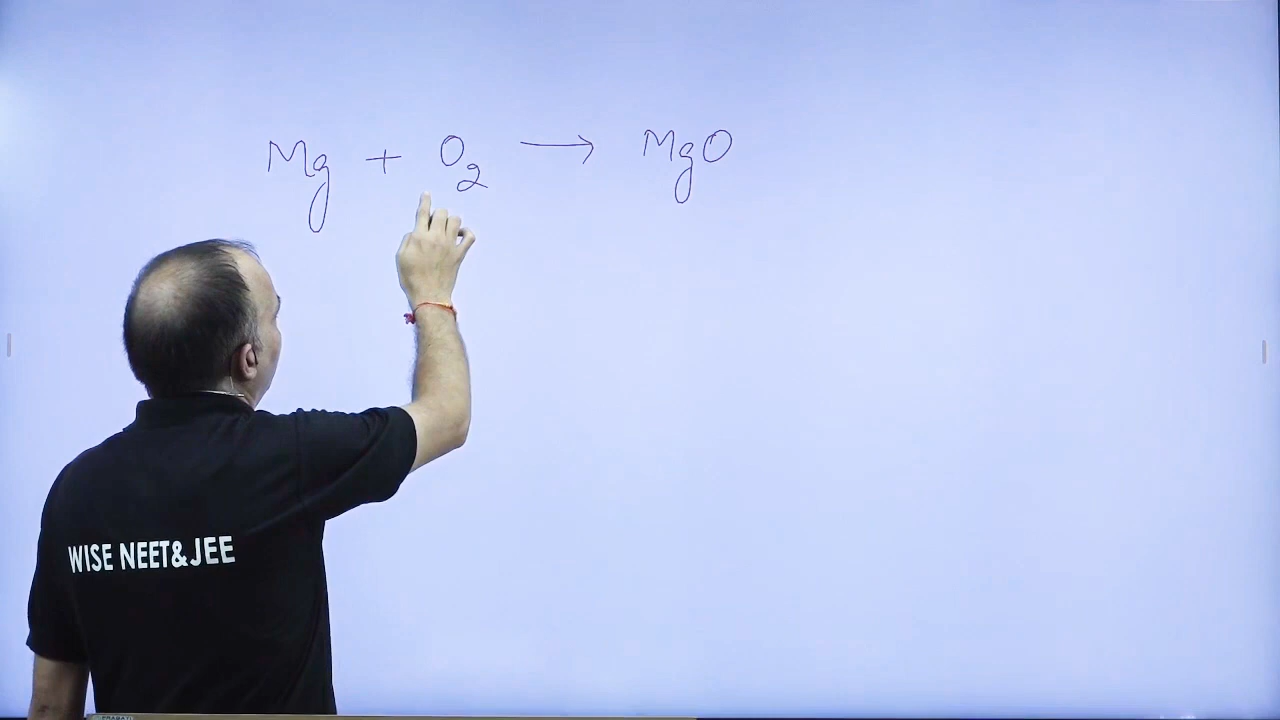 Mg + O₂ → MgO
WISE NEET&JEE